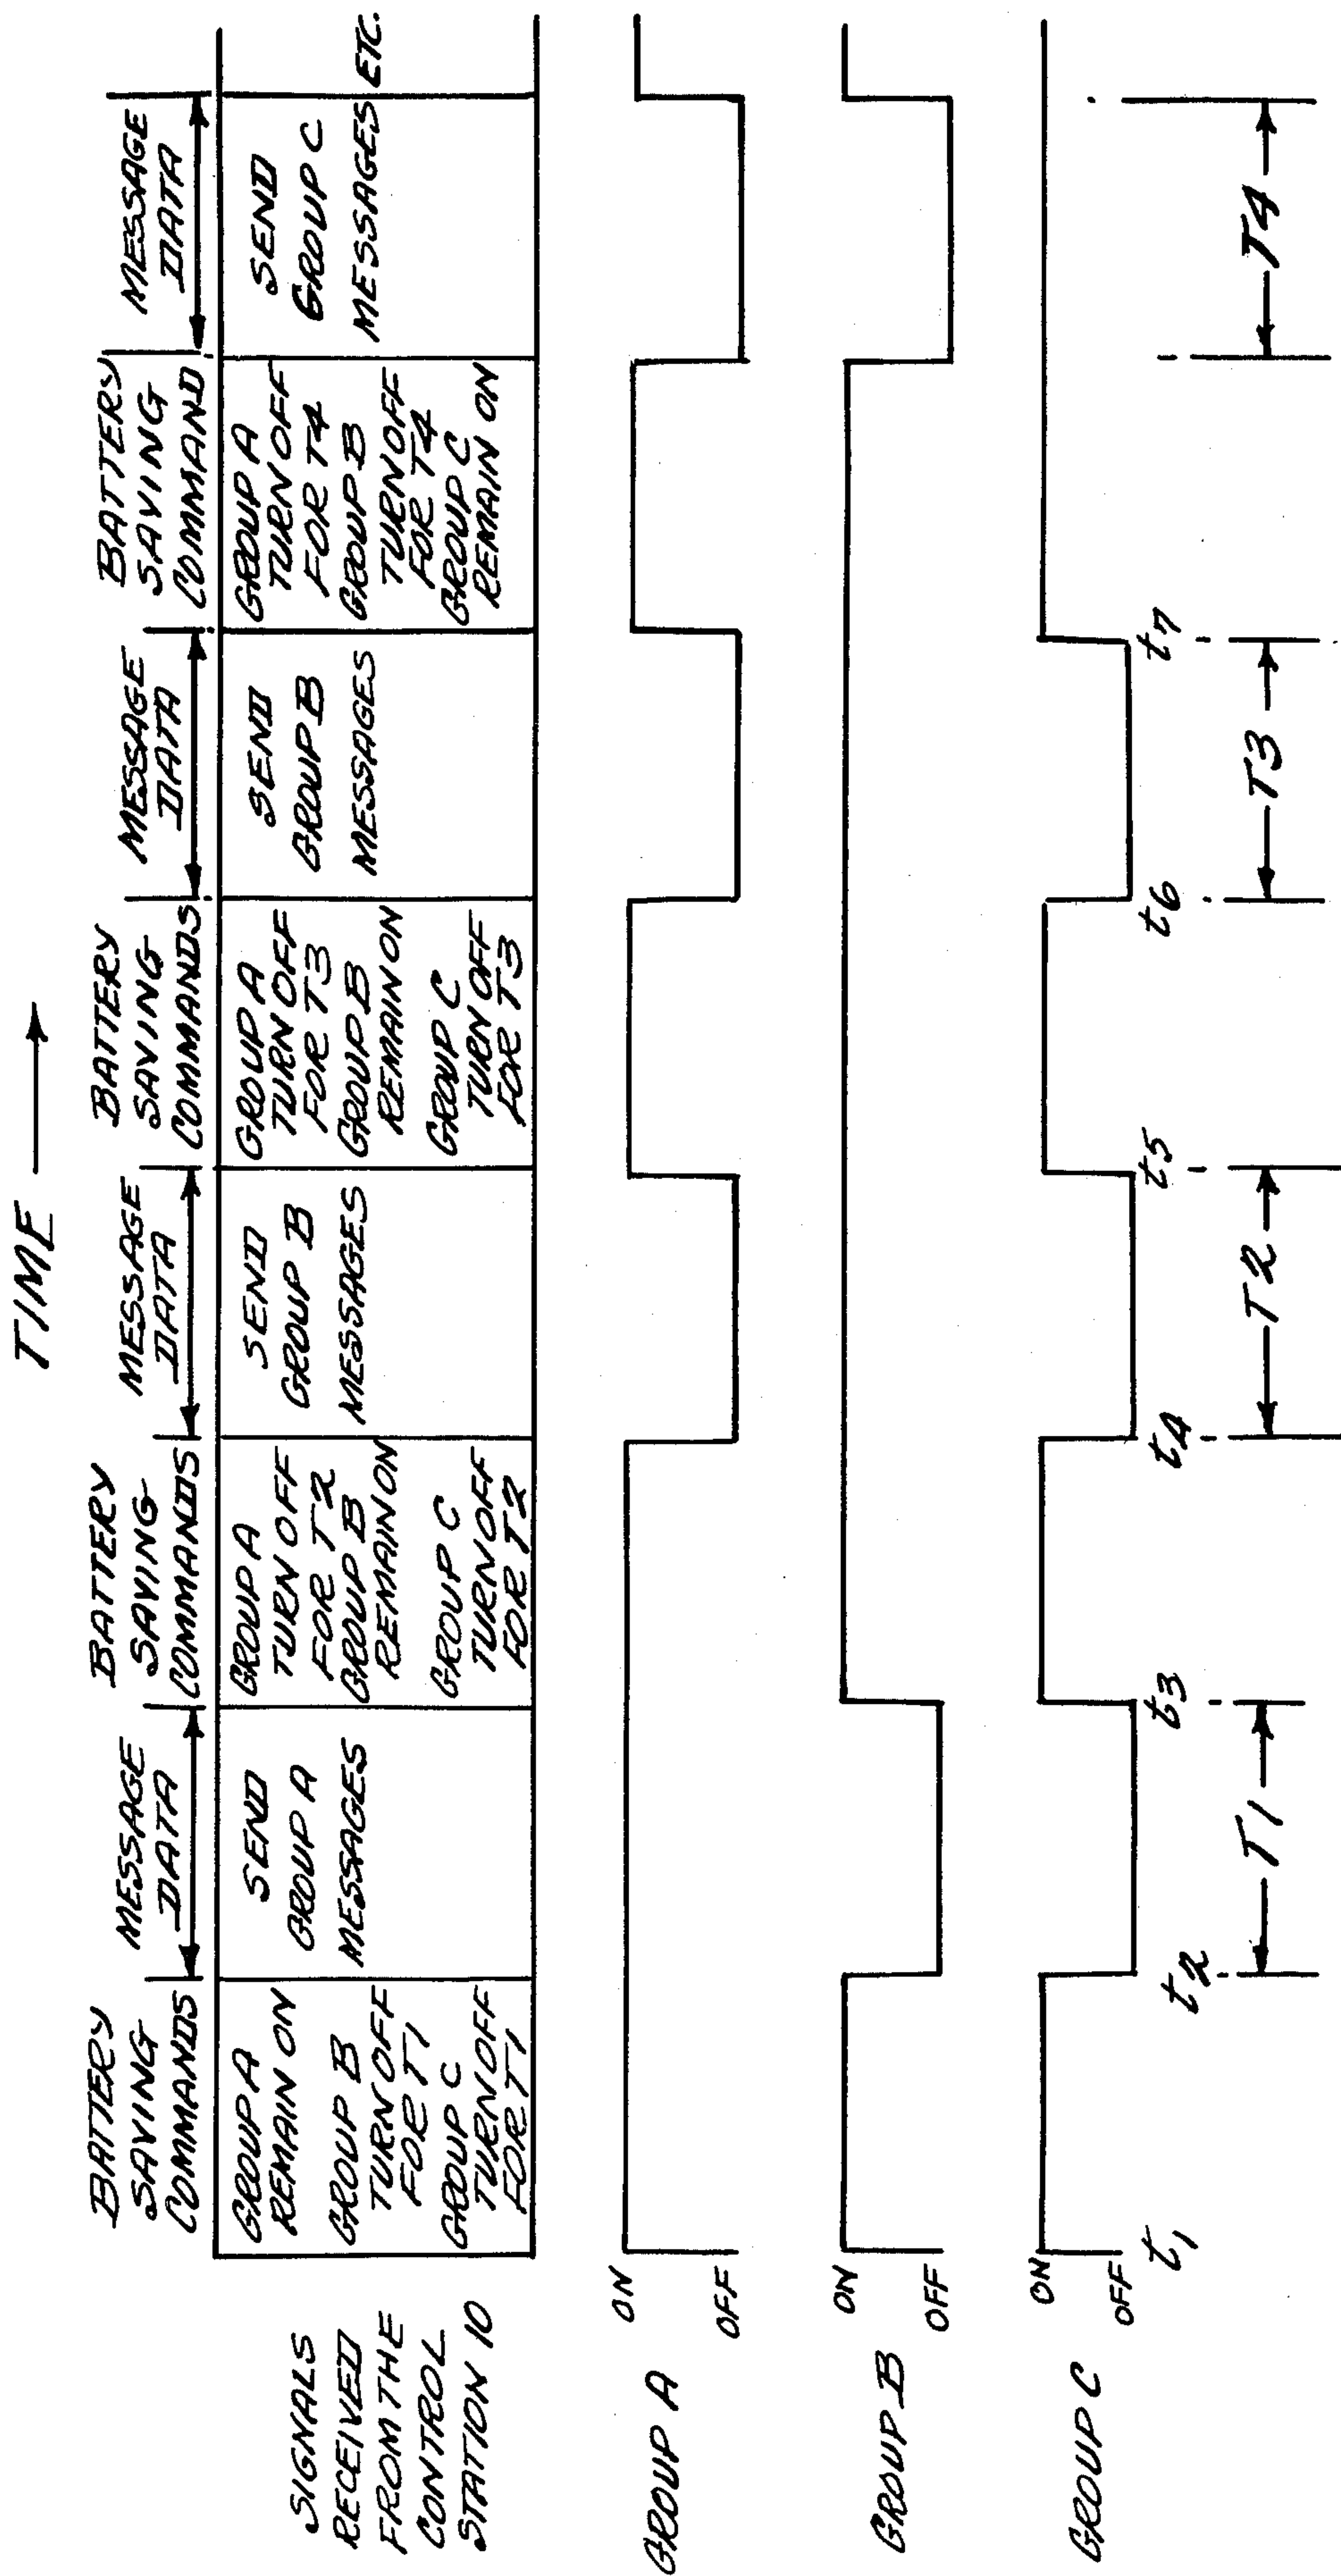 TIME
BATTERY
SAVING
COMMANDS
MESSAGE
DATA
BATTERY
SAVING
COMMANDS
MESSAGE
DATA
BATTERY
SAVING
COMMANDS
MESSAGE
DATA
BATTERY
SAVING
COMMAND
MESSAGE
DATA
SIGNALS
RECEIVED
FROM THE
CONTROL
STATION 10
GROUP A
REMAIN ON
GROUP B
TURN OFF
FOR T1
GROUP C
TURN OFF
FOR T1
SEND
GROUP A
MESSAGES
GROUP A
TURN OFF
FOR T2
GROUP B
REMAIN ON
GROUP C
TURN OFF
FOR T2
SEND
GROUP B
MESSAGES
GROUP A
TURN OFF
FOR T3
GROUP B
REMAIN ON
GROUP C
TURN OFF
FOR T3
SEND
GROUP B
MESSAGES
GROUP A
TURN OFF
FOR T4
GROUP B
TURN OFF
FOR T4
GROUP C
REMAIN ON
SEND
GROUP C
MESSAGES
ETC.
GROUP A
ON
OFF
GROUP B
ON
OFF
GROUP C
ON
OFF
t1
t2
t3
t4
t5
t6
t7
T1
T2
T3
T4